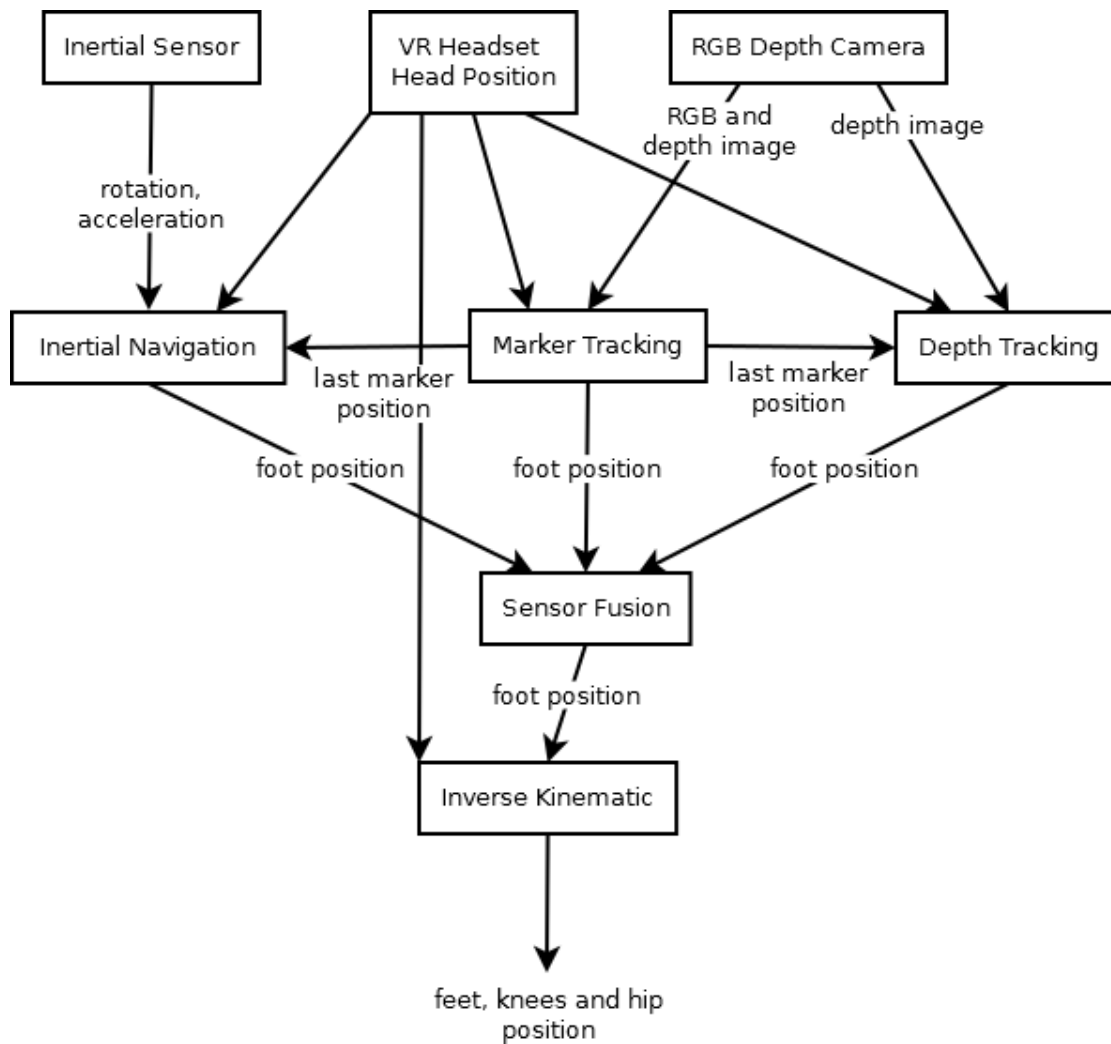 Inertial Sensor
VR Headset
Head Position
RGB Depth Camera
RGB and
depth image
depth image
rotation,
acceleration
Inertial Navigation
Marker Tracking
Depth Tracking
last marker
position
last marker
position
foot position
foot position
foot position
Sensor Fusion
foot position
Inverse Kinematic
feet, knees and hip
position